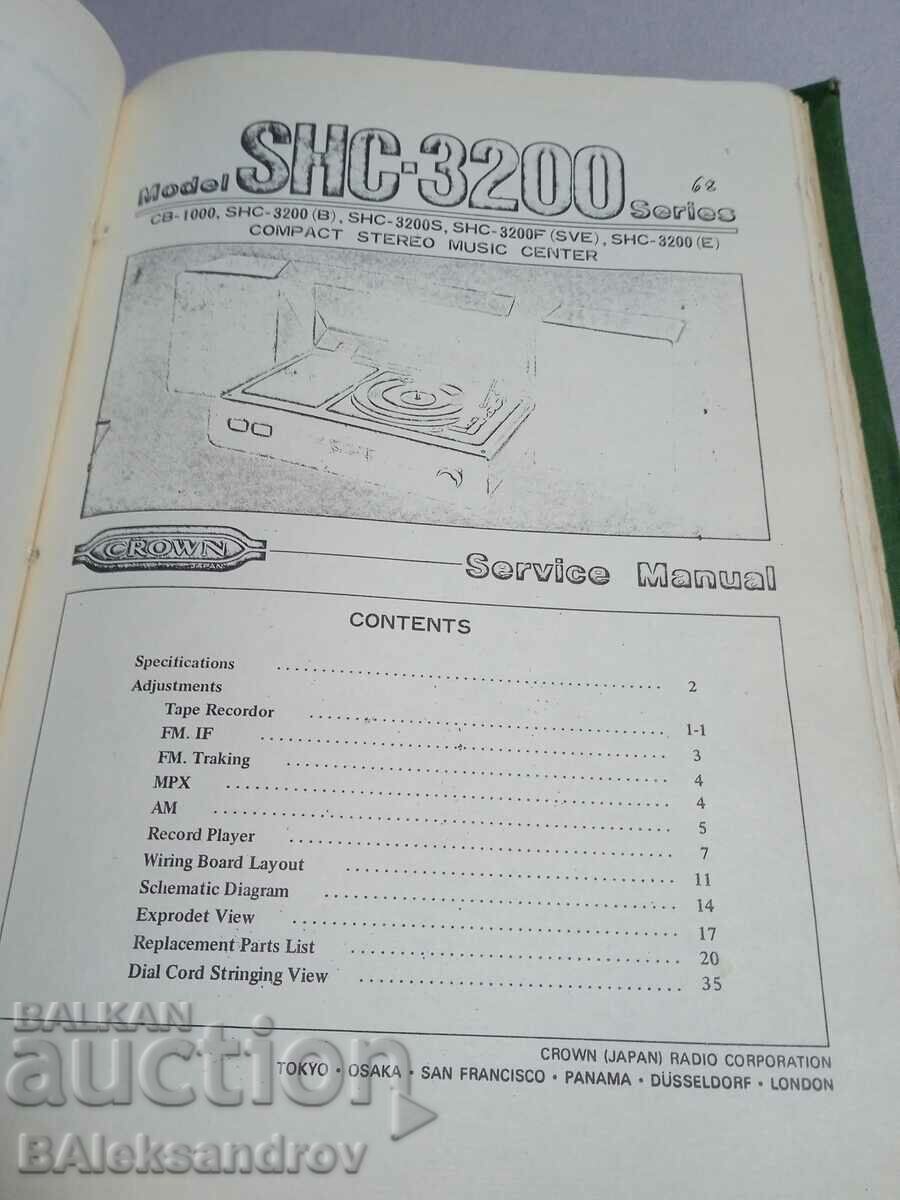 Model SHC-3200 Series
62
CB-1000, SHC-3200 (B), SHC-3200S, SHC-3200F (SVE), SHC-3200 (E)
COMPACT STEREO MUSIC CENTER
CROWN
JAPAN
Service Manual
CONTENTS
Specifications .......... 2
Adjustments
Tape Recordor .......... 1-1
FM. IF .......... 3
FM. Traking .......... 4
MPX .......... 4
AM .......... 5
Record Player .......... 7
Wiring Board Layout .......... 11
Schematic Diagram .......... 14
Exprodet View .......... 17
Replacement Parts List .......... 20
Dial Cord Stringing View .......... 35
CROWN (JAPAN) RADIO CORPORATION
TOKYO • OSAKA • SAN FRANCISCO • PANAMA • DÜSSELDORF • LONDON
BALKAN
auction
BAleksandrov